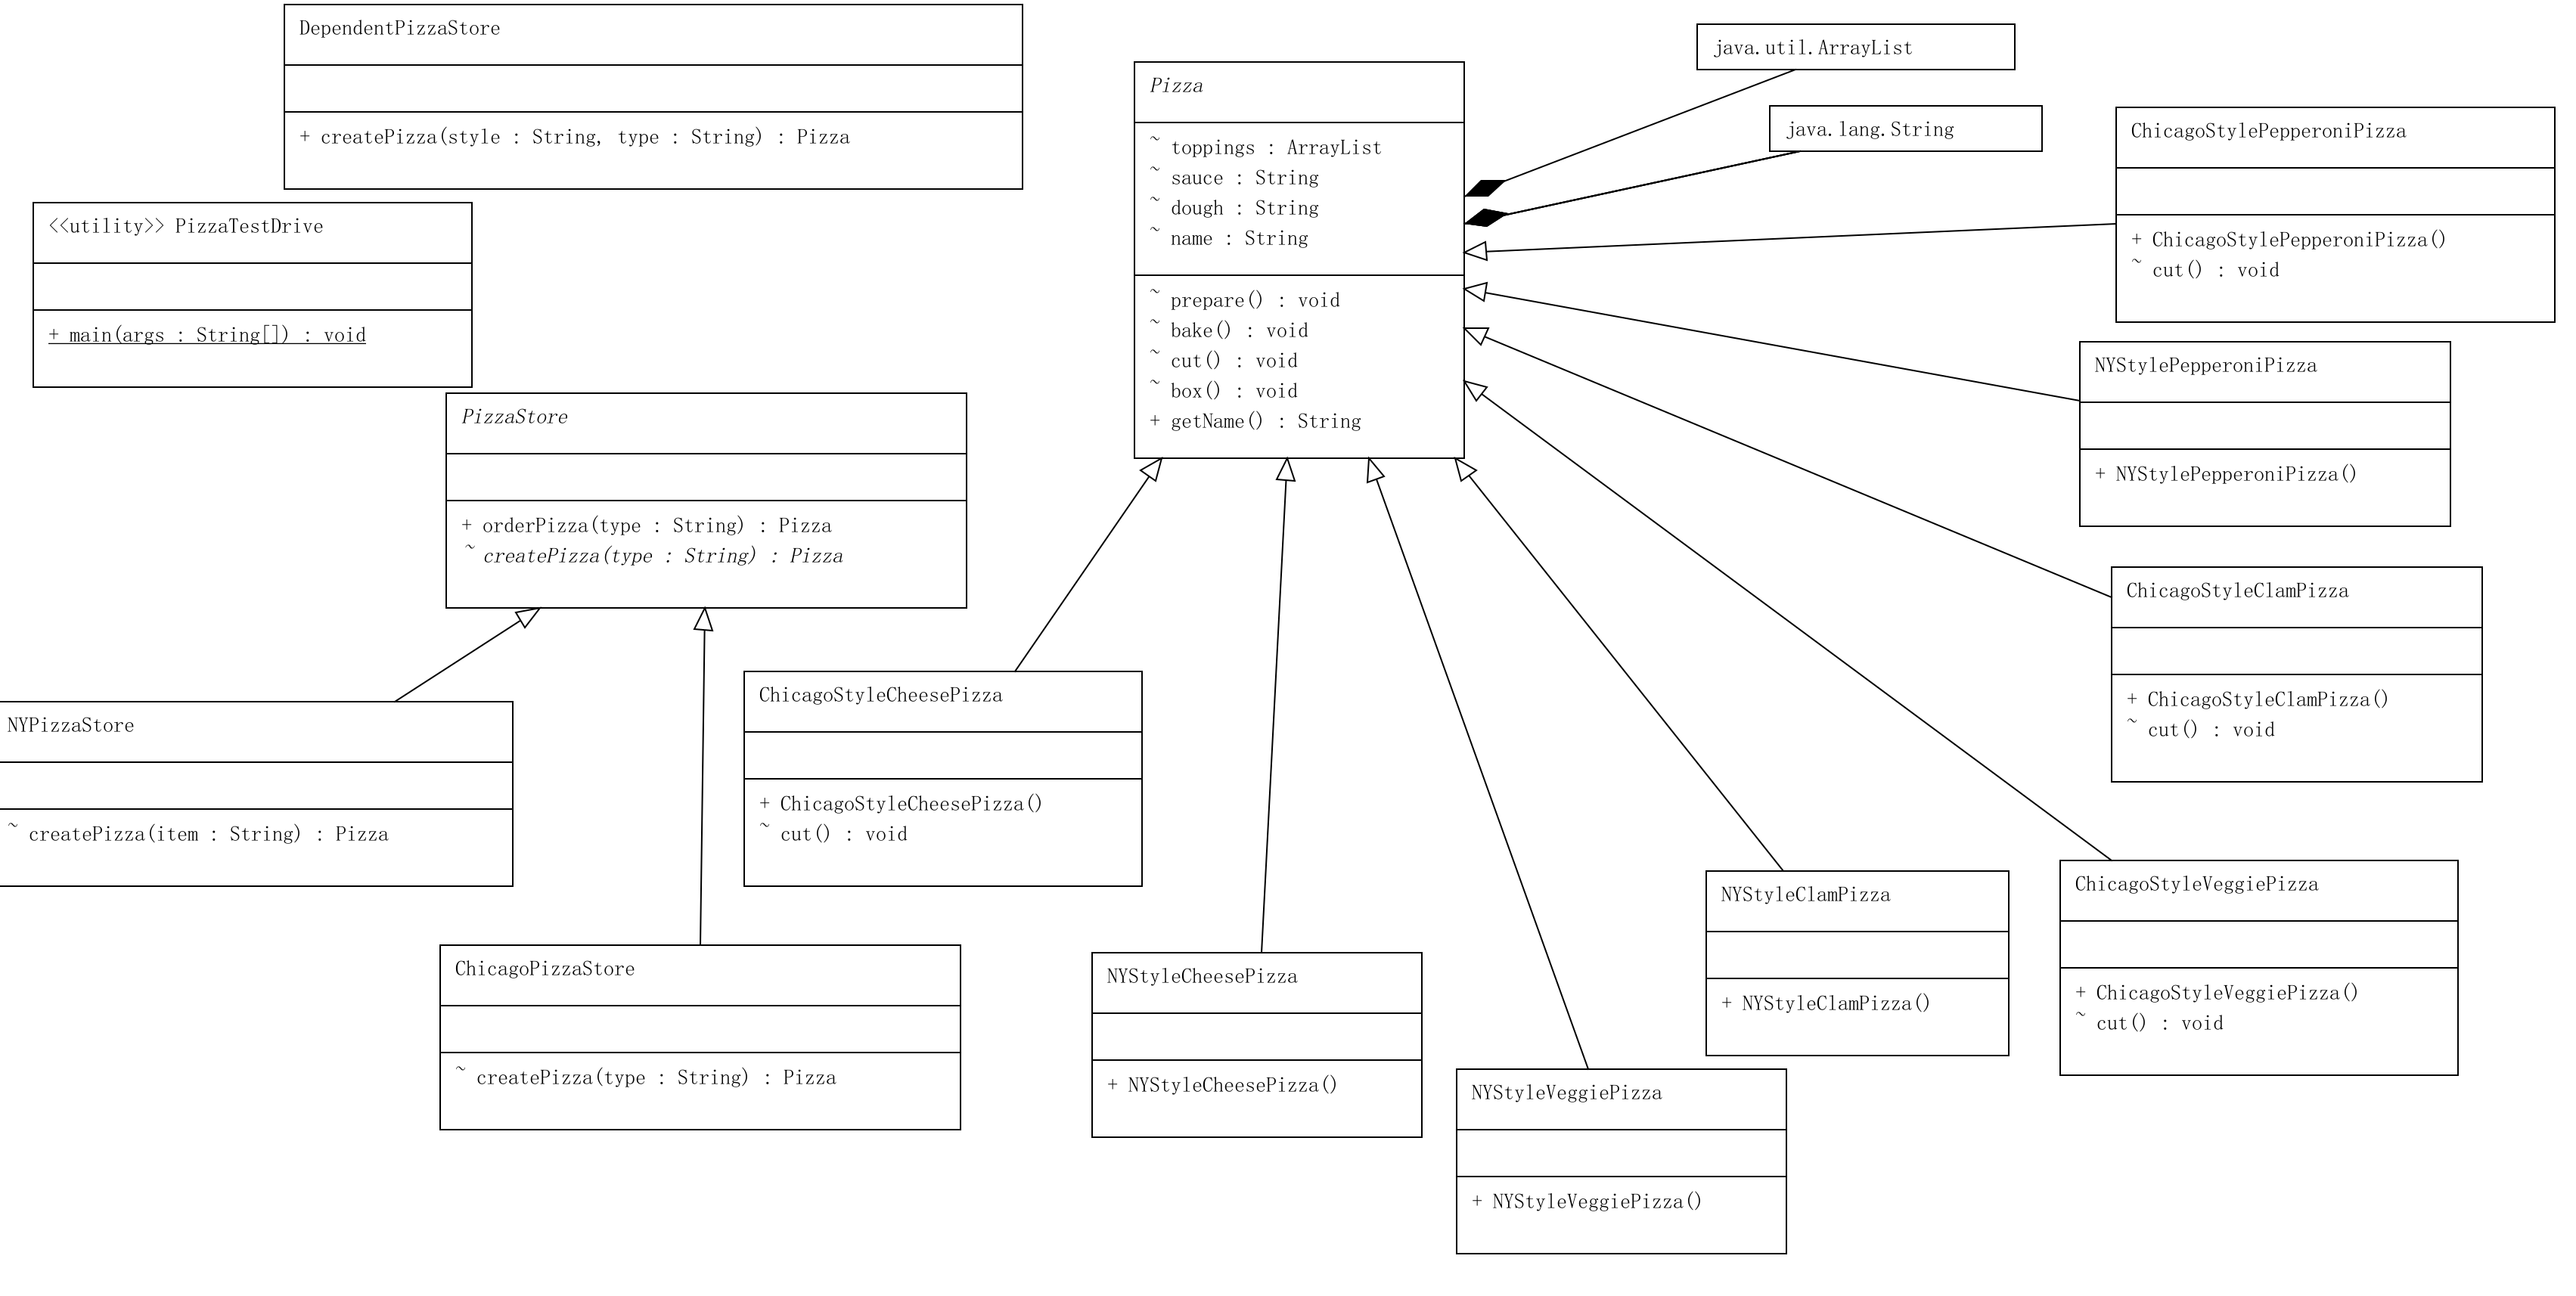 DependentPizzaStore
+ createPizza(style : String, type : String) : Pizza
<<utility>> PizzaTestDrive
+ main(args : String[]) : void
PizzaStore
+ orderPizza(type : String) : Pizza
~ createPizza(type : String) : Pizza
NYPizzaStore
~ createPizza(item : String) : Pizza
ChicagoPizzaStore
~ createPizza(type : String) : Pizza
Pizza
~ toppings : ArrayList
~ sauce : String
~ dough : String
~ name : String
~ prepare() : void
~ bake() : void
~ cut() : void
~ box() : void
+ getName() : String
java.util.ArrayList
java.lang.String
ChicagoStylePepperoniPizza
+ ChicagoStylePepperoniPizza()
~ cut() : void
NYStylePepperoniPizza
+ NYStylePepperoniPizza()
ChicagoStyleClamPizza
+ ChicagoStyleClamPizza()
~ cut() : void
ChicagoStyleVeggiePizza
+ ChicagoStyleVeggiePizza()
~ cut() : void
NYStyleClamPizza
+ NYStyleClamPizza()
NYStyleVeggiePizza
+ NYStyleVeggiePizza()
NYStyleCheesePizza
+ NYStyleCheesePizza()
ChicagoStyleCheesePizza
+ ChicagoStyleCheesePizza()
~ cut() : void